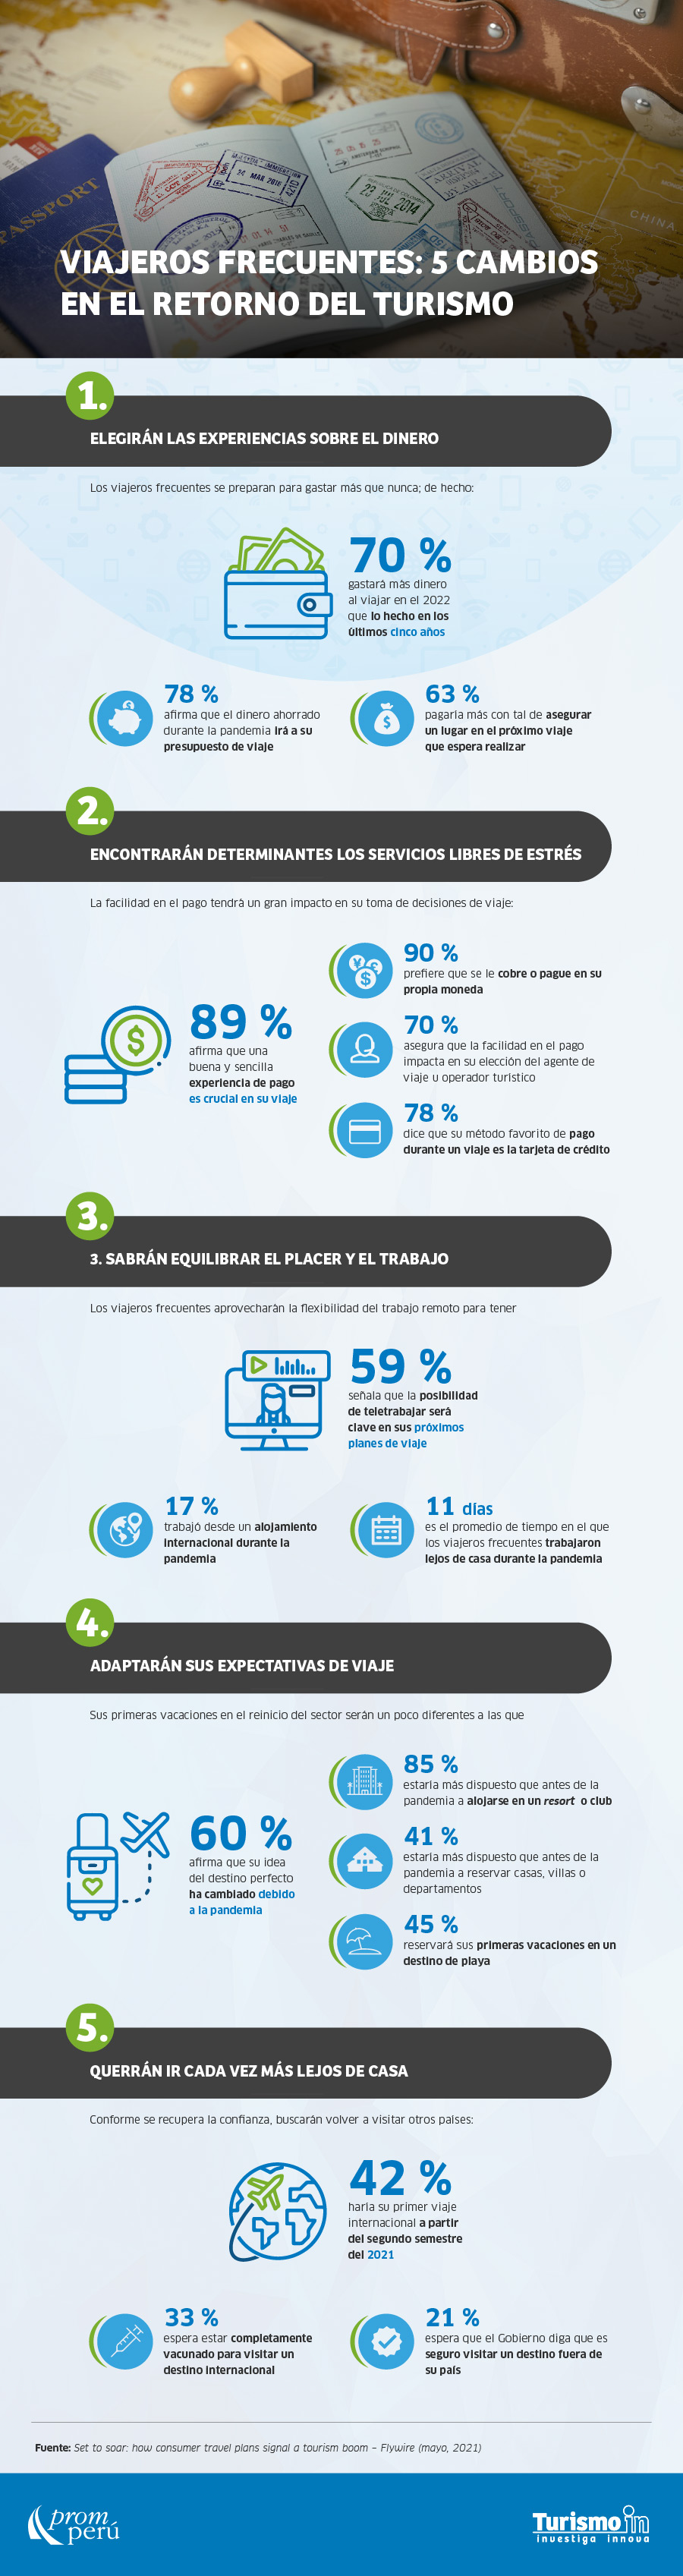 PASSPORT
MAR 2016
23 JUL 2014
CHINA
VIAJEROS FRECUENTES: 5 CAMBIOS
EN EL RETORNO DEL TURISMO
1.
ELEGIRÁN LAS EXPERIENCIAS SOBRE EL DINERO
Los viajeros frecuentes se preparan para gastar más que nunca; de hecho:
70 %
gastará más dinero
al viajar en el 2022
que lo hecho en los
últimos cinco años
78 %
afirma que el dinero ahorrado
durante la pandemia irá a su
presupuesto de viaje
63 %
pagaría más con tal de asegurar
un lugar en el próximo viaje
que espera realizar
2.
ENCONTRARÁN DETERMINANTES LOS SERVICIOS LIBRES DE ESTRÉS
La facilidad en el pago tendrá un gran impacto en su toma de decisiones de viaje:
89 %
afirma que una
buena y sencilla
experiencia de pago
es crucial en su viaje
90 %
prefiere que se le cobre o pague en su
propia moneda
70 %
asegura que la facilidad en el pago
impacta en su elección del agente de
viaje u operador turístico
78 %
dice que su método favorito de pago
durante un viaje es la tarjeta de crédito
3.
3. SABRÁN EQUILIBRAR EL PLACER Y EL TRABAJO
Los viajeros frecuentes aprovecharán la flexibilidad del trabajo remoto para tener
59 %
señala que la posibilidad
de teletrabajar será
clave en sus próximos
planes de viaje
17 %
trabajó desde un alojamiento
internacional durante la
pandemia
11 días
es el promedio de tiempo en el que
los viajeros frecuentes trabajaron
lejos de casa durante la pandemia
4.
ADAPTARÁN SUS EXPECTATIVAS DE VIAJE
Sus primeras vacaciones en el reinicio del sector serán un poco diferentes a las que
60 %
afirma que su idea
del destino perfecto
ha cambiado debido
a la pandemia
85 %
estaría más dispuesto que antes de la
pandemia a alojarse en un resort o club
41 %
estaría más dispuesto que antes de la
pandemia a reservar casas, villas o
departamentos
45 %
reservará sus primeras vacaciones en un
destino de playa
5.
QUERRÁN IR CADA VEZ MÁS LEJOS DE CASA
Conforme se recupera la confianza, buscarán volver a visitar otros países:
42 %
haría su primer viaje
internacional a partir
del segundo semestre
del 2021
33 %
espera estar completamente
vacunado para visitar un
destino internacional
21 %
espera que el Gobierno diga que es
seguro visitar un destino fuera de
su país
Fuente: Set to soar: how consumer travel plans signal a tourism boom – Flywire (mayo, 2021)
prom
perú
Turismo in
investiga innova